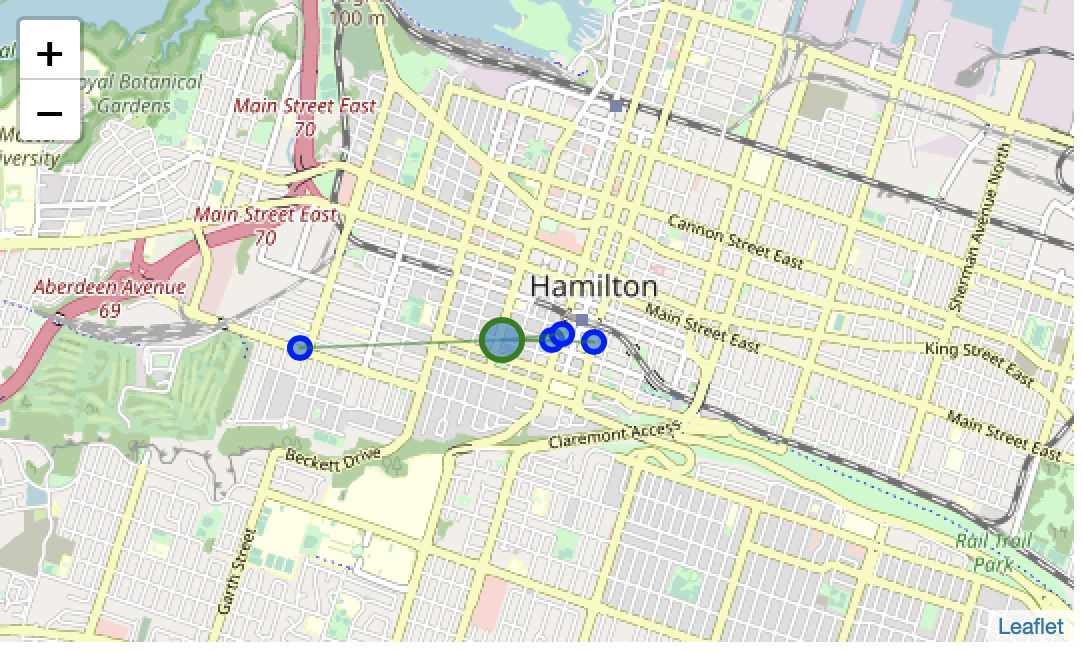 100 m
+
−
Royal Botanical
Gardens
Main Street East
70
Main Street East
70
Cannon Street East
Sherman Avenue North
Aberdeen Avenue
69
Hamilton
Main Street East
King Street East
Main Street East
Claremont Access
Beckett Drive
Garth Street
Rail Trail
Park
Leaflet